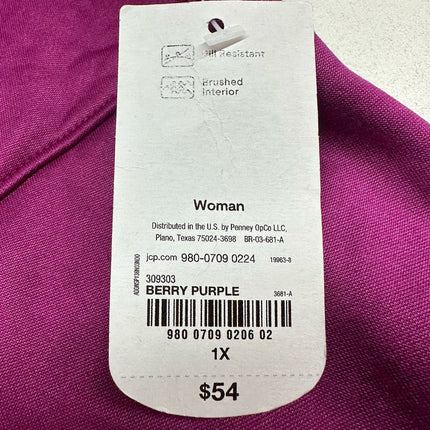 Pill Resistant
Brushed
Interior
Woman
Distributed in the U.S. by Penney OpCo LLC,
Plano, Texas 75024-3698 BR-03-681-A
jcp.com 980-0709 0224 19963-8
309303
BERRY PURPLE 3681-A
980 0709 0206 02
1X
$54